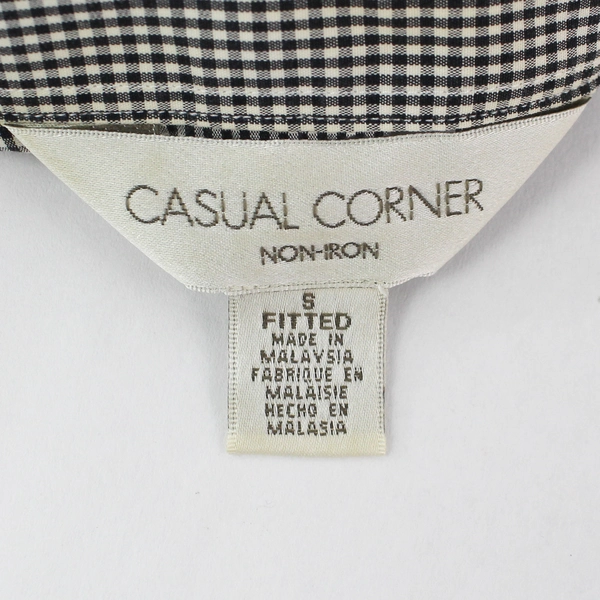 CASUAL CORNER
NON-IRON
S
FITTED
MADE IN
MALAYSIA
FABRIQUE EN
MALAISIE
HECHO EN
MALASIA